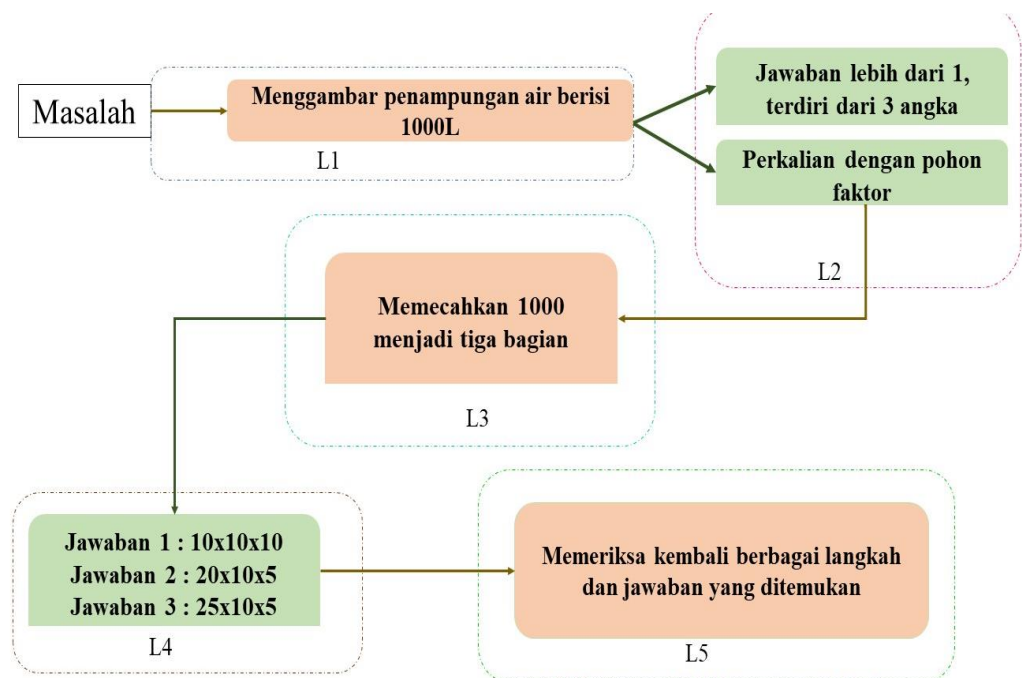 Masalah
Menggambar penampungan air berisi
1000L
L1
Jawaban lebih dari 1,
terdiri dari 3 angka
Perkalian dengan pohon
faktor
L2
Memecahkan 1000
menjadi tiga bagian
L3
Jawaban 1 : 10x10x10
Jawaban 2 : 20x10x5
Jawaban 3 : 25x10x5
L4
Memeriksa kembali berbagai langkah
dan jawaban yang ditemukan
L5